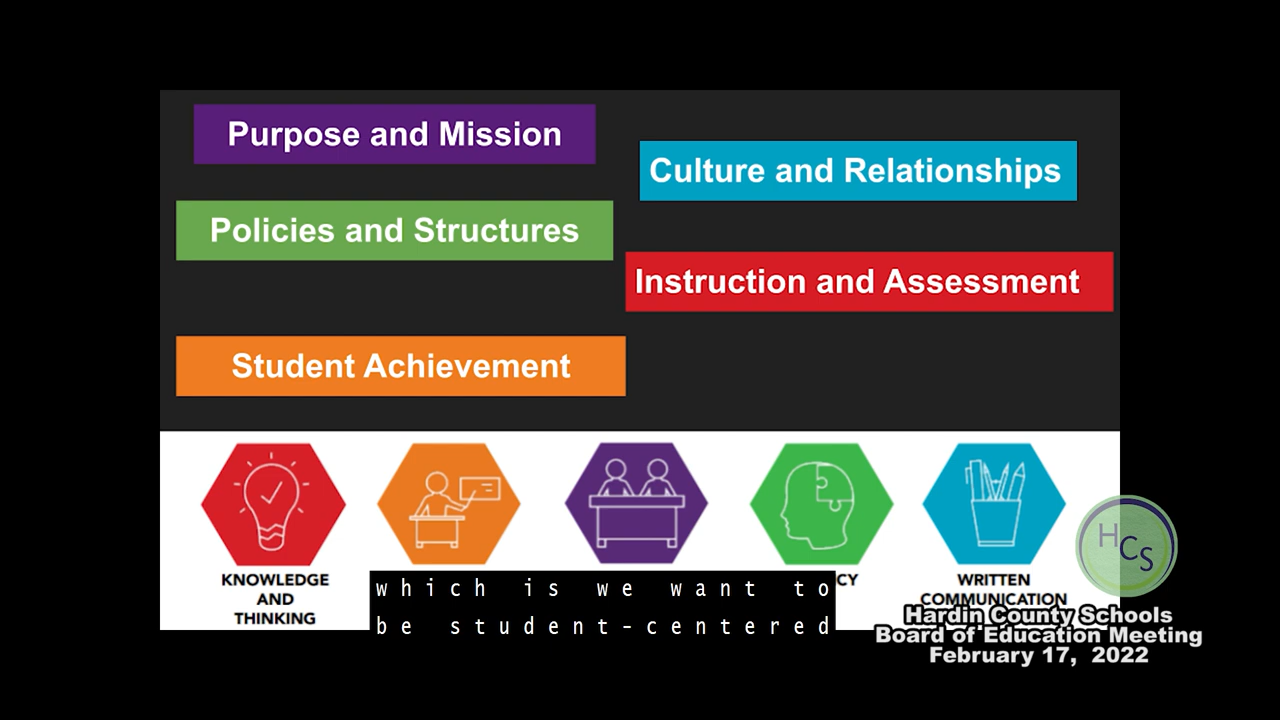 Purpose and Mission
Culture and Relationships
Policies and Structures
Instruction and Assessment
Student Achievement
KNOWLEDGE
AND
THINKING
WRITTEN
COMMUNICATION
which is we want to
be student-centered
HCS
Hardin County Schools
Board of Education Meeting
February 17, 2022